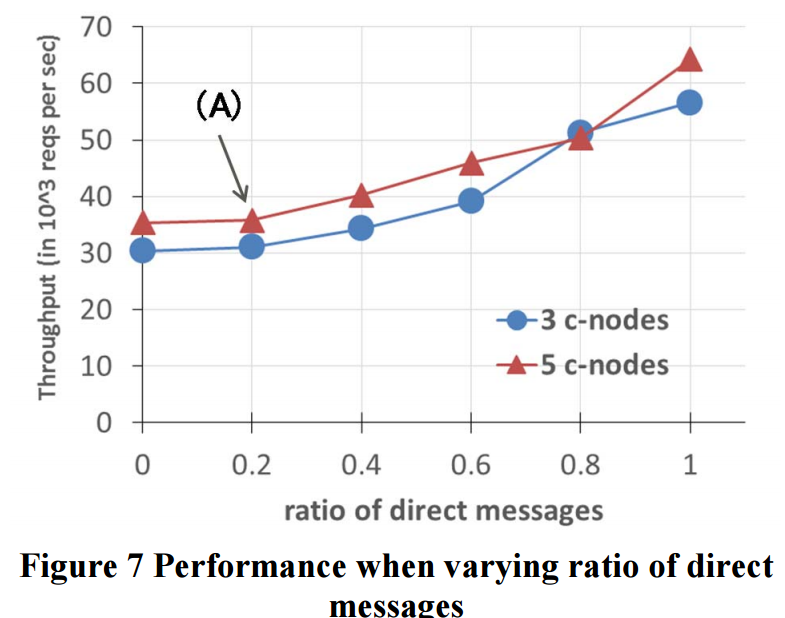 70
60
50
40
30
20
10
0
Throughput (in 10^3 reqs per sec)
(A)
3 c-nodes
5 c-nodes
0 0.2 0.4 0.6 0.8 1
ratio of direct messages
Figure 7 Performance when varying ratio of direct
messages